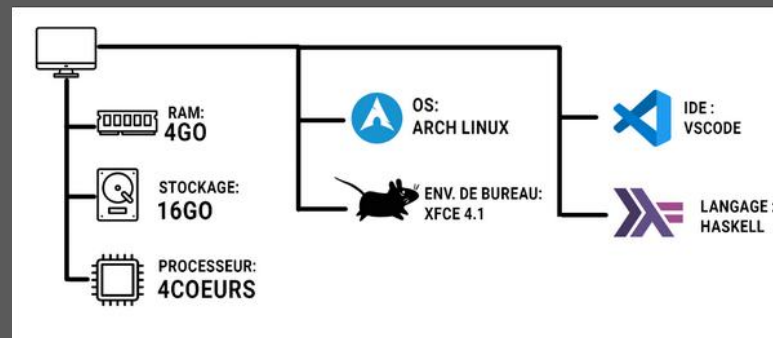 RAM:
4GO
STOCKAGE:
16GO
PROCESSEUR:
4COEURS
OS:
ARCH LINUX
ENV. DE BUREAU:
XFCE 4.1
IDE :
VSCODE
LANGAGE :
HASKELL